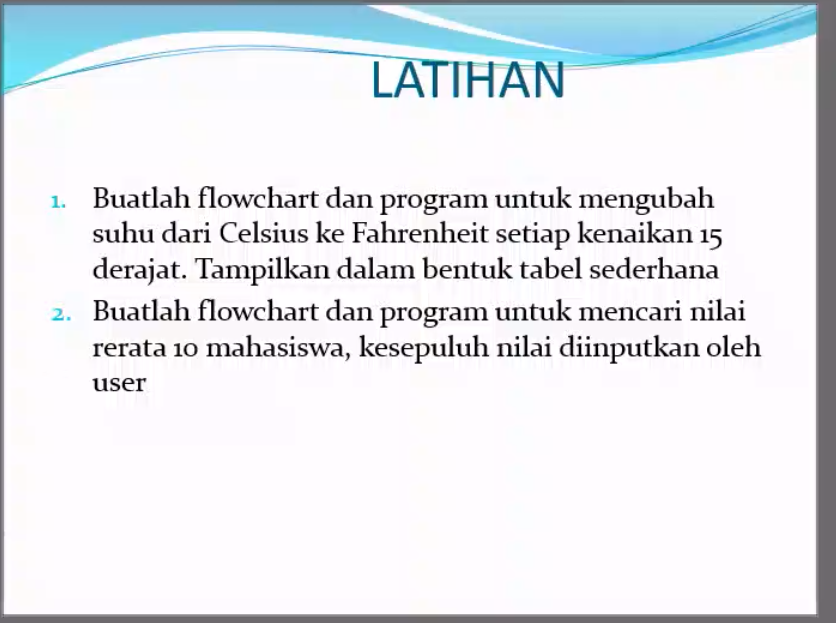 LATIHAN
1. Buatlah flowchart dan program untuk mengubah
suhu dari Celsius ke Fahrenheit setiap kenaikan 15
derajat. Tampilkan dalam bentuk tabel sederhana
2. Buatlah flowchart dan program untuk mencari nilai
rerata 10 mahasiswa, kesepuluh nilai diinputkan oleh
user